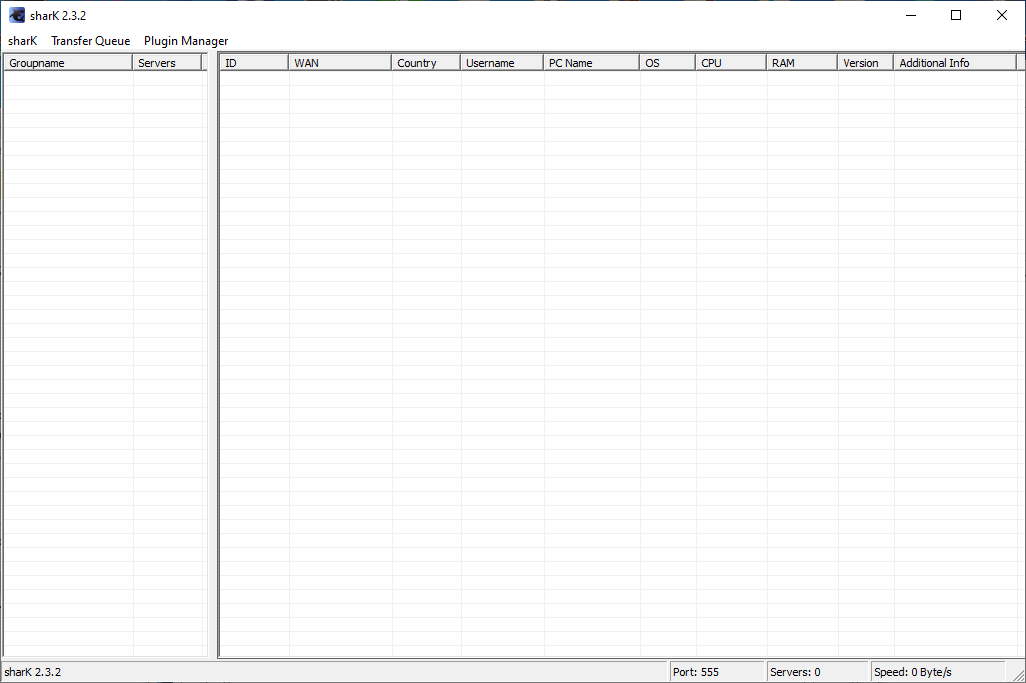 sharK 2.3.2
sharK Transfer Queue Plugin Manager
Groupname Servers ID WAN Country Username PC Name OS CPU RAM Version Additional Info
sharK 2.3.2 Port: 555 Servers: 0 Speed: 0 Byte/s